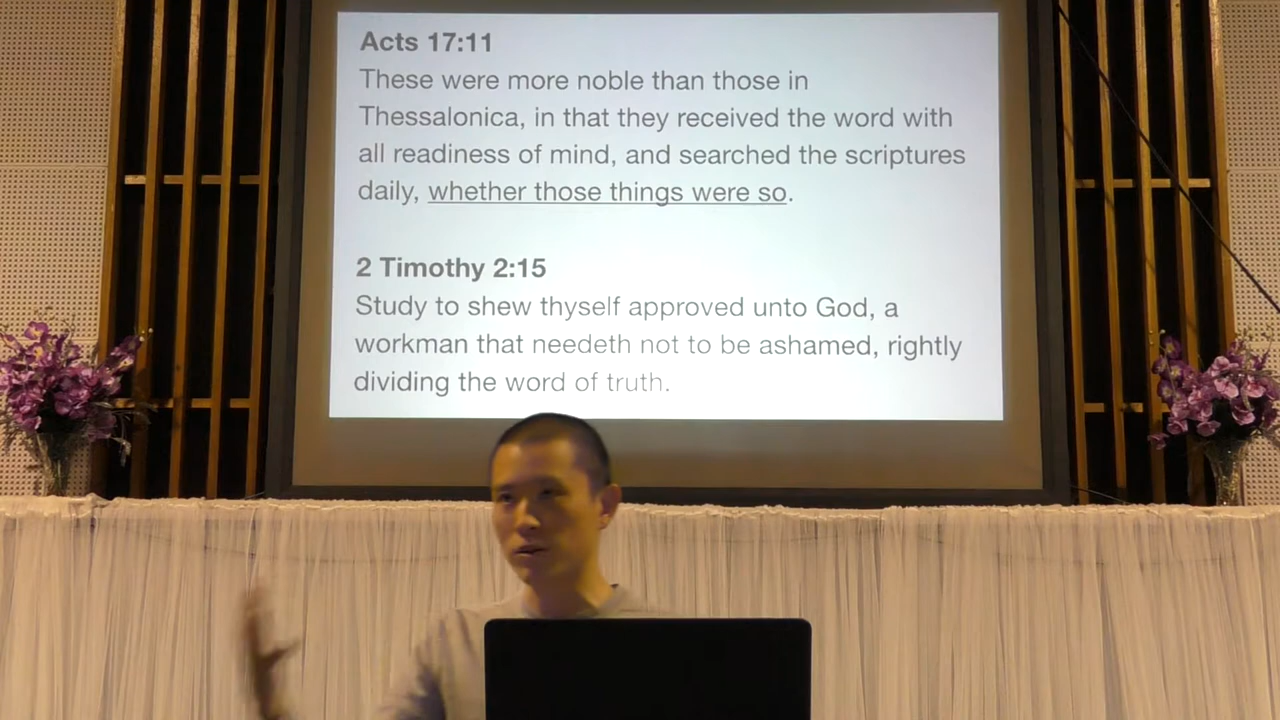 Acts 17:11
These were more noble than those in
Thessalonica, in that they received the word with
all readiness of mind, and searched the scriptures
daily, whether those things were so.
2 Timothy 2:15
Study to shew thyself approved unto God, a
workman that needeth not to be ashamed, rightly
dividing the word of truth.